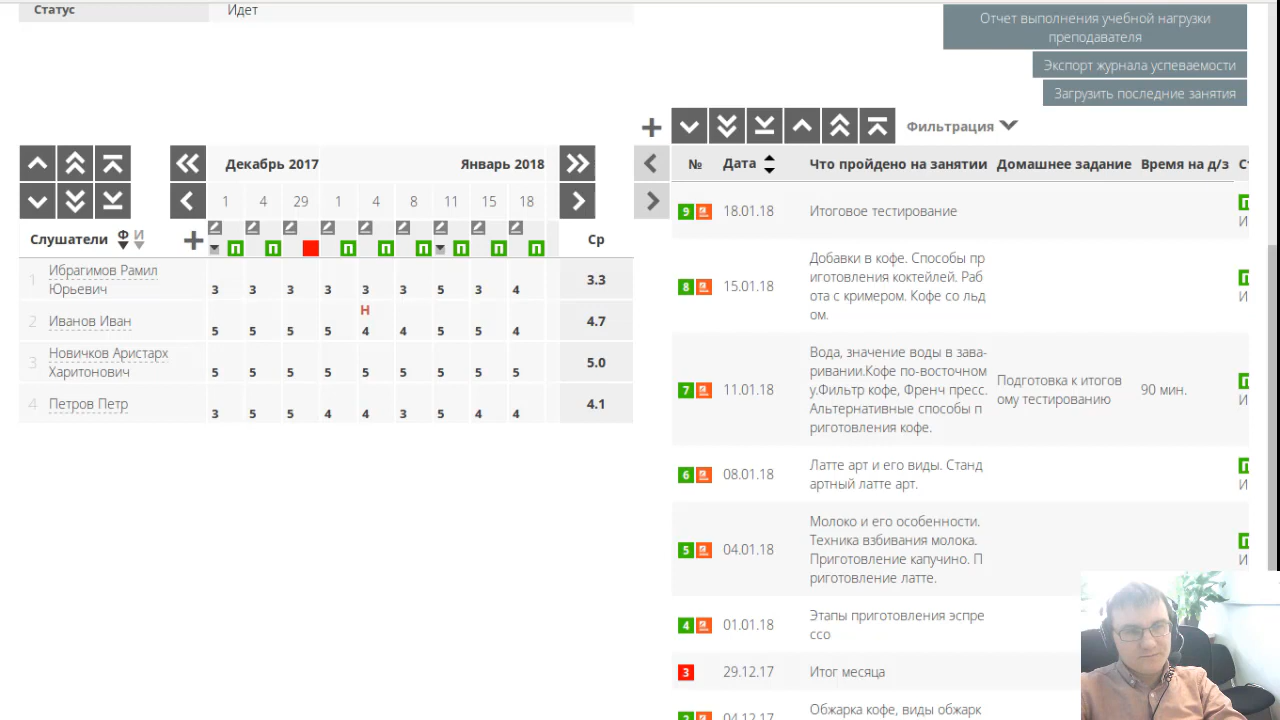 Статус
Идет
Отчет выполнения учебной нагрузки
преподавателя
Экспорт журнала успеваемости
Загрузить последние занятия
Фильтрация
Декабрь 2017
Январь 2018
1 4 29 1 4 8 11 15 18
Слушатели Ф И
П П П П П П П П
Ср
1 Ибрагимов Рамил
Юрьевич
3 3 3 3 3 3 5 3 4 3.3
Н
2 Иванов Иван
5 5 5 5 4 4 5 5 4 4.7
3 Новичков Аристарх
Харитонович
5 5 5 5 5 5 5 5 5 5.0
4 Петров Петр
3 5 5 4 4 3 5 4 4 4.1
№ Дата Что пройдено на занятии Домашнее задание Время на д/з
9 18.01.18 Итоговое тестирование
И
8 15.01.18
Добавки в кофе. Способы пр
иготовления коктейлей. Раб
ота с кримером. Кофе со льд
ом.
И
7 11.01.18
Вода, значение воды в зава-
ривании.Кофе по-восточном
у.Фильтр кофе, Френч пресс.
Альтернативные способы п
риготовления кофе.
Подготовка к итогов
ому тестированию
90 мин.
И
6 08.01.18
Латте арт и его виды. Станд
артный латте арт.
И
5 04.01.18
Молоко и его особенности.
Техника взбивания молока.
Приготовление капучино. П
риготовление латте.
И
4 01.01.18
Этапы приготовления эспре
ссо
3 29.12.17 Итог месяца
2 04.12.17 Обжарка кофе, виды обжарк